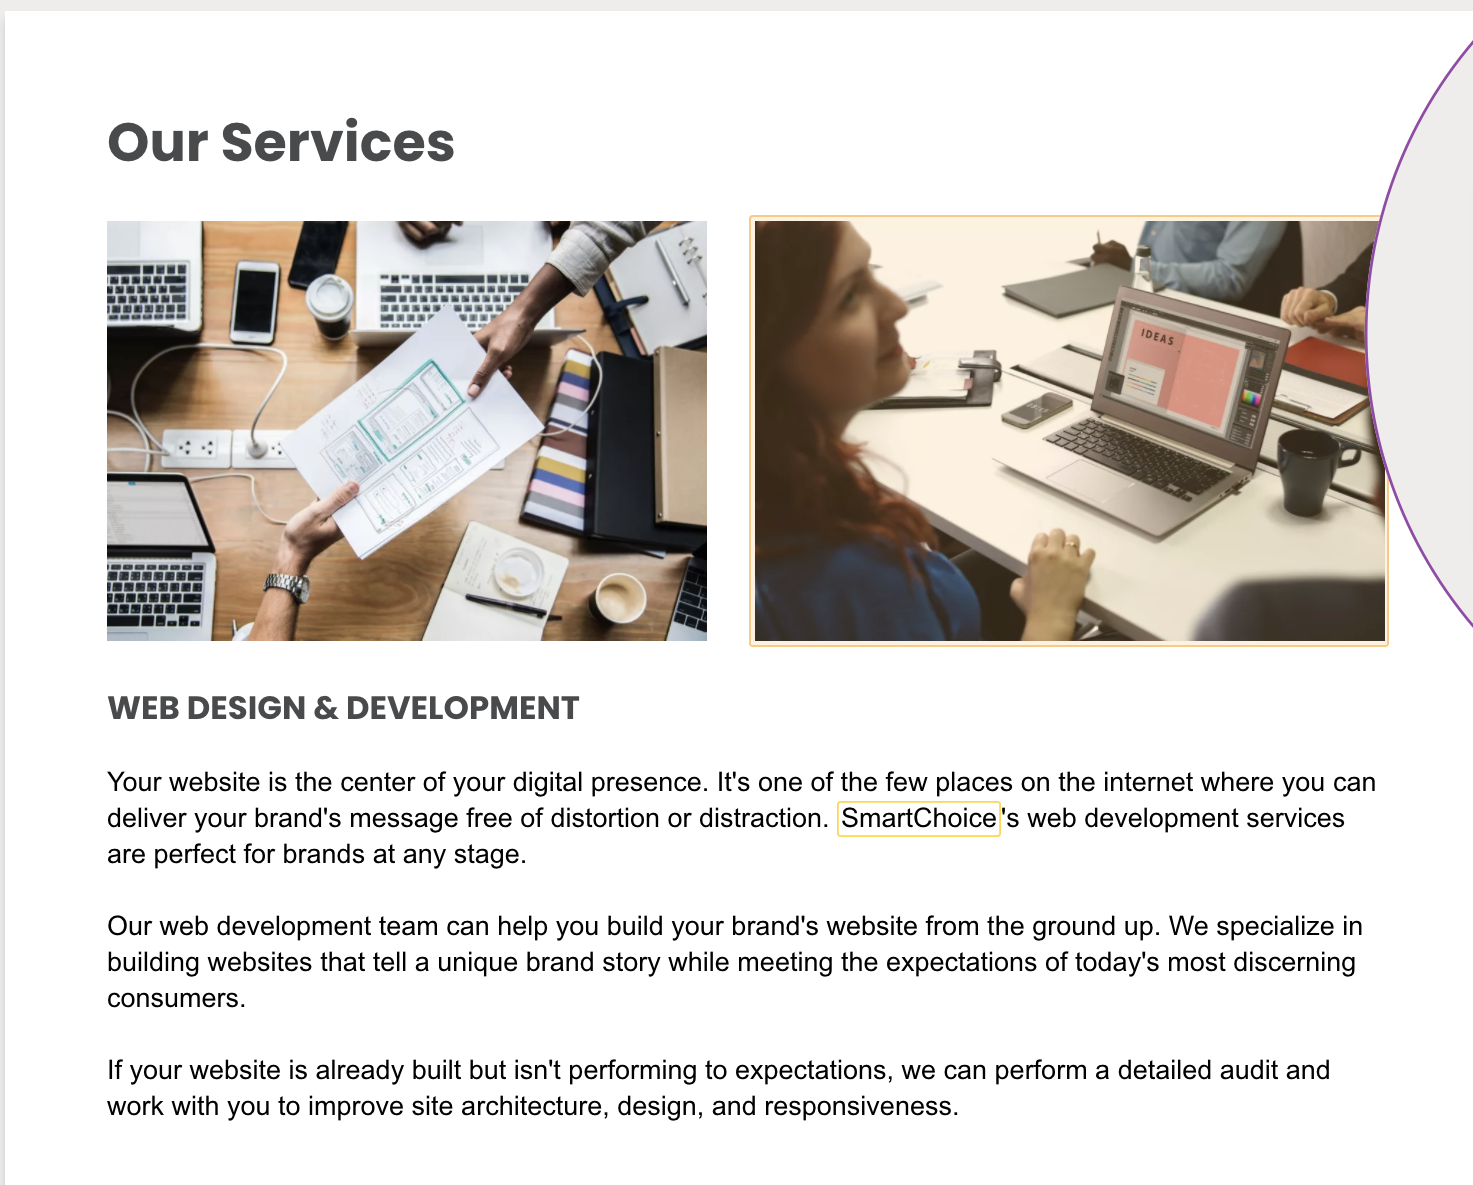 Our Services
IDEAS
WEB DESIGN & DEVELOPMENT
Your website is the center of your digital presence. It's one of the few places on the internet where you can
deliver your brand's message free of distortion or distraction. SmartChoice's web development services
are perfect for brands at any stage.
Our web development team can help you build your brand's website from the ground up. We specialize in
building websites that tell a unique brand story while meeting the expectations of today's most discerning
consumers.
If your website is already built but isn't performing to expectations, we can perform a detailed audit and
work with you to improve site architecture, design, and responsiveness.